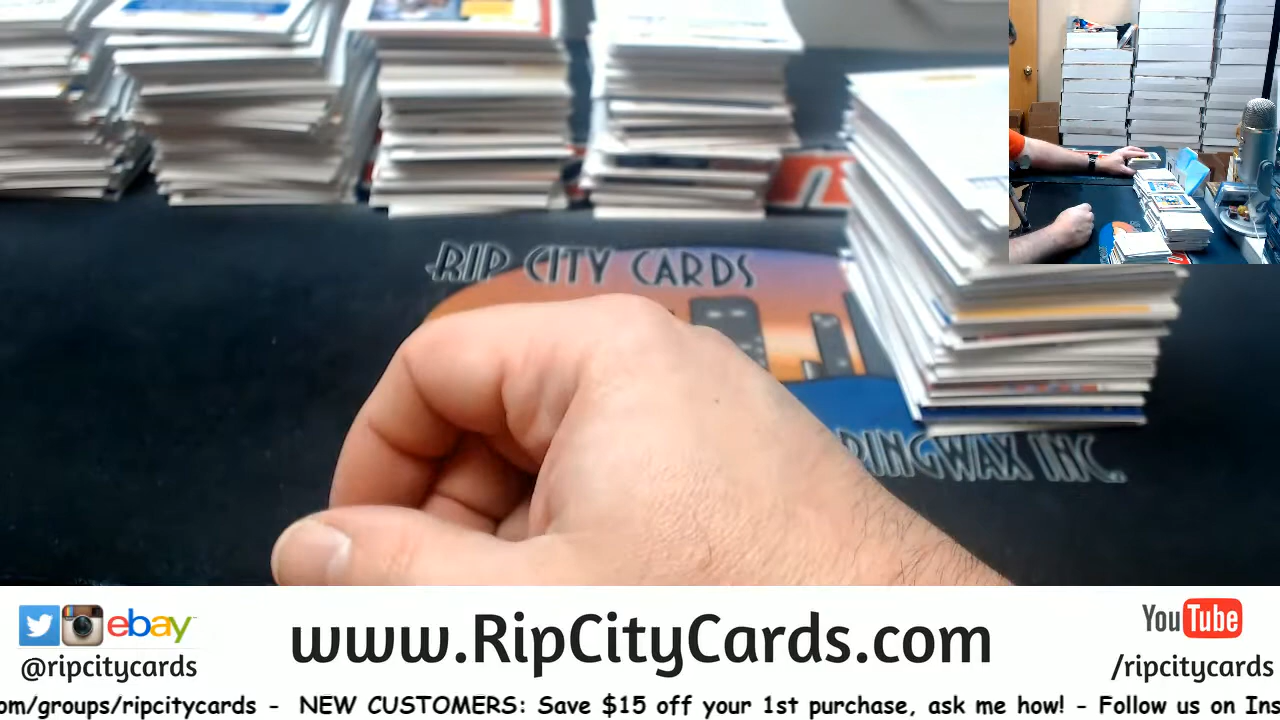 RIP CITY CARDS
RINGWAX INC.
ebay
@ripcitycards
www.RipCityCards.com
YouTube
/ripcitycards
om/groups/ripcitycards - NEW CUSTOMERS: Save $15 off your 1st purchase, ask me how! - Follow us on Ins